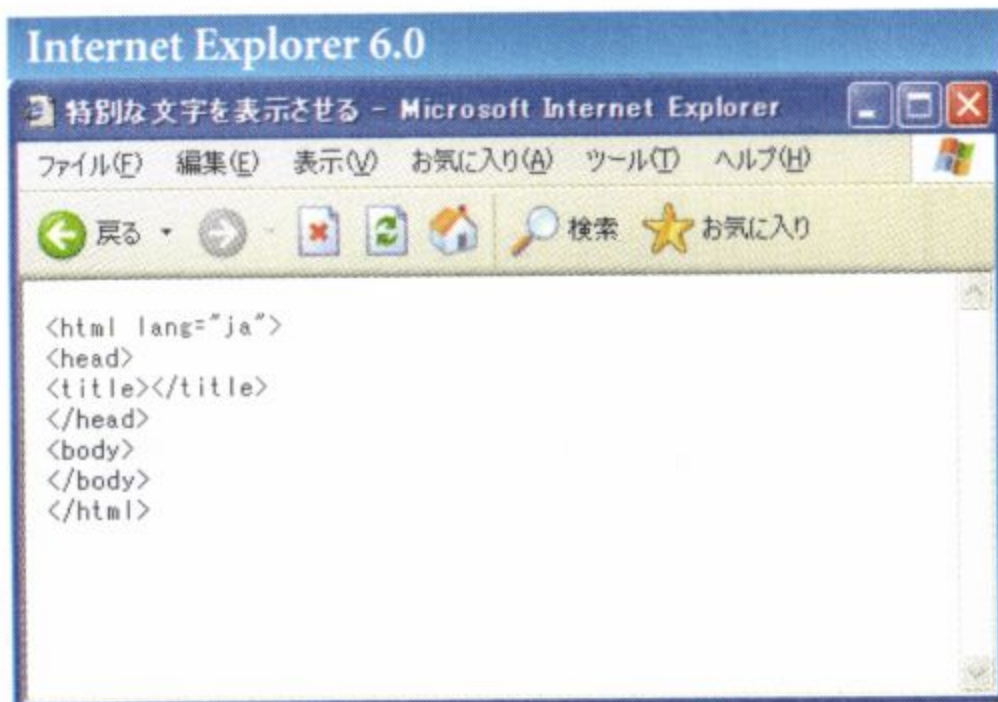 Internet Explorer 6.0
特別な文字を表示させる - Microsoft Internet Explorer
ファイル(F) 編集(E) 表示(V) お気に入り(A) ツール(T) ヘルプ(H)
戻る 検索 お気に入り
<html lang="ja">
<head>
<title></title>
</head>
<body>
</body>
</html>